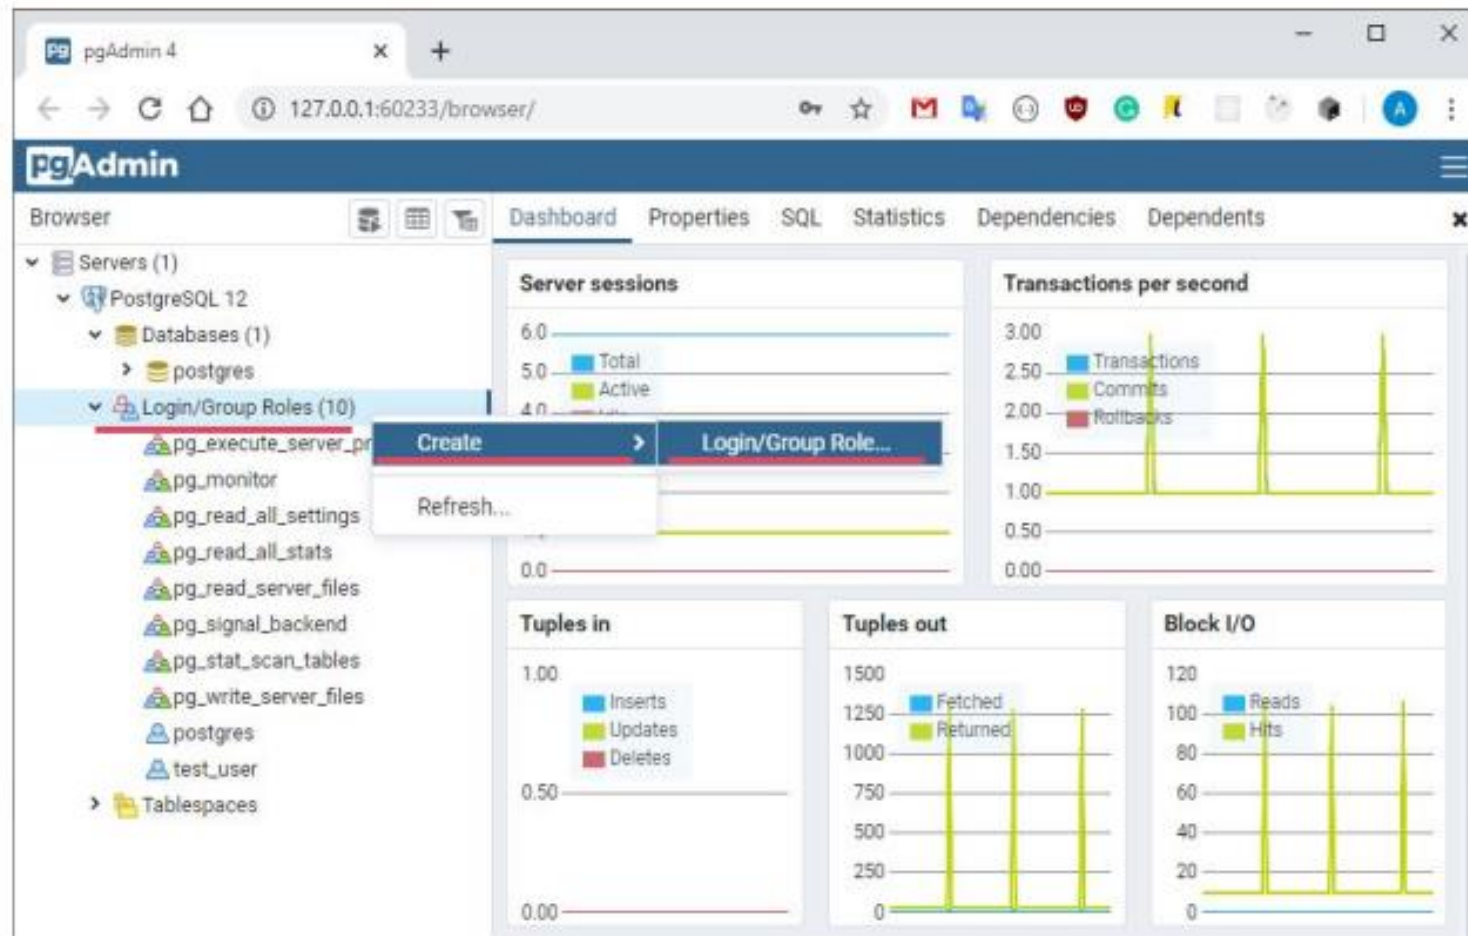 pgAdmin 4
127.0.0.1:60233/browser/
A
pgAdmin
Browser
Dashboard Properties SQL Statistics Dependencies Dependents
Servers (1)
PostgreSQL 12
Databases (1)
postgres
Login/Group Roles (10)
pg_execute_server_pr
pg_monitor
pg_read_all_settings
pg_read_all_stats
pg_read_server_files
pg_signal_backend
pg_stat_scan_tables
pg_write_server_files
postgres
test_user
Tablespaces
Create
Login/Group Role...
Refresh...
Server sessions
6.0
5.0
4.0
0.0
Total
Active
Transactions per second
3.00
2.50
2.00
1.50
1.00
0.50
0.00
Transactions
Commits
Rollbacks
Tuples in
1.00
0.50
0.00
Inserts
Updates
Deletes
Tuples out
1500
1250
1000
750
500
250
0
Fetched
Returned
Block I/O
120
100
80
60
40
20
0
Reads
Hits